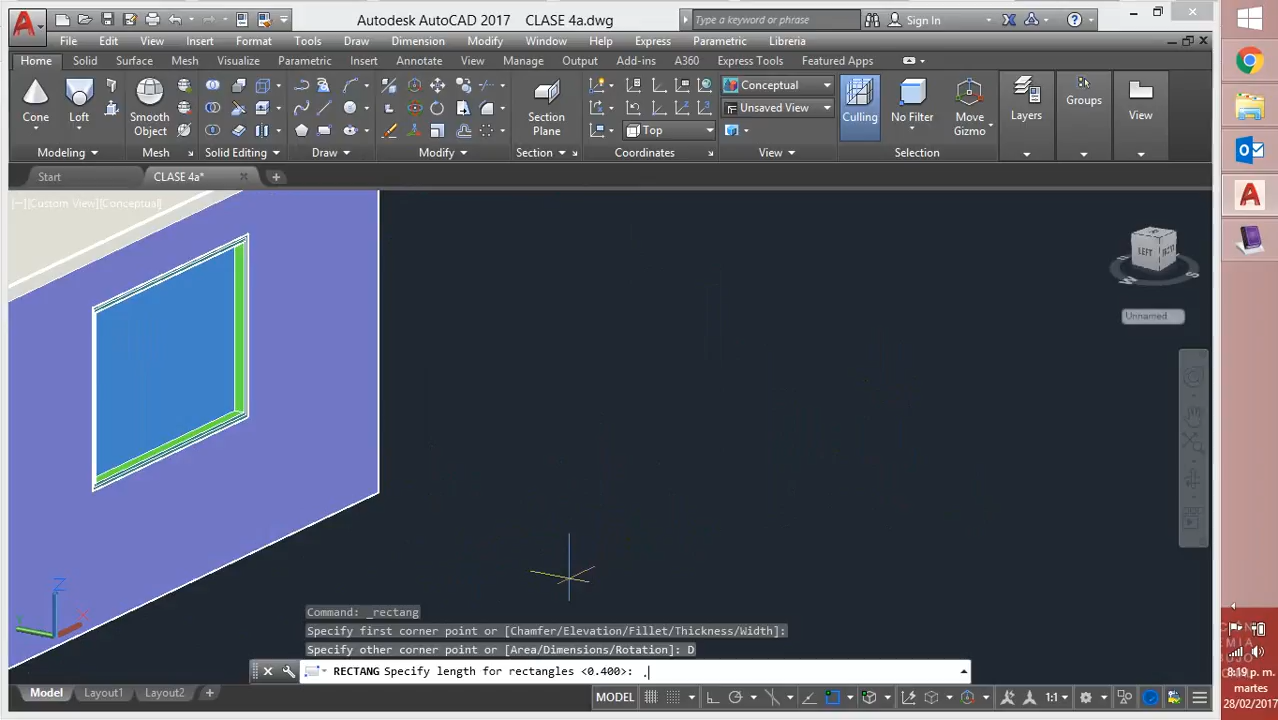 Autodesk AutoCAD 2017 CLASE 4a.dwg
Type a keyword or phrase
Sign In
File Edit View Insert Format Tools Draw Dimension Modify Window Help Express Parametric Libreria
Home Solid Surface Mesh Visualize Parametric Insert Annotate View Manage Output Add-ins A360 Express Tools Featured Apps
Conceptual
Unsaved View
Top
Cone Loft
Smooth Object
Section Plane
Culling No Filter
Move Gizmo
Layers
Groups
View
Modeling Mesh Solid Editing Draw Modify Section Coordinates View Selection
Start CLASE 4a*
[−][Custom View][Conceptual]
LEFT
Unnamed
Z
X
Command: _rectang
Specify first corner point or [Chamfer/Elevation/Fillet/Thickness/Width]:
Specify other corner point or [Area/Dimensions/Rotation]: D
RECTANG Specify length for rectangles <0.400>: .
Model Layout1 Layout2
MODEL
1:1
8:19 p. m.
martes
28/02/2017